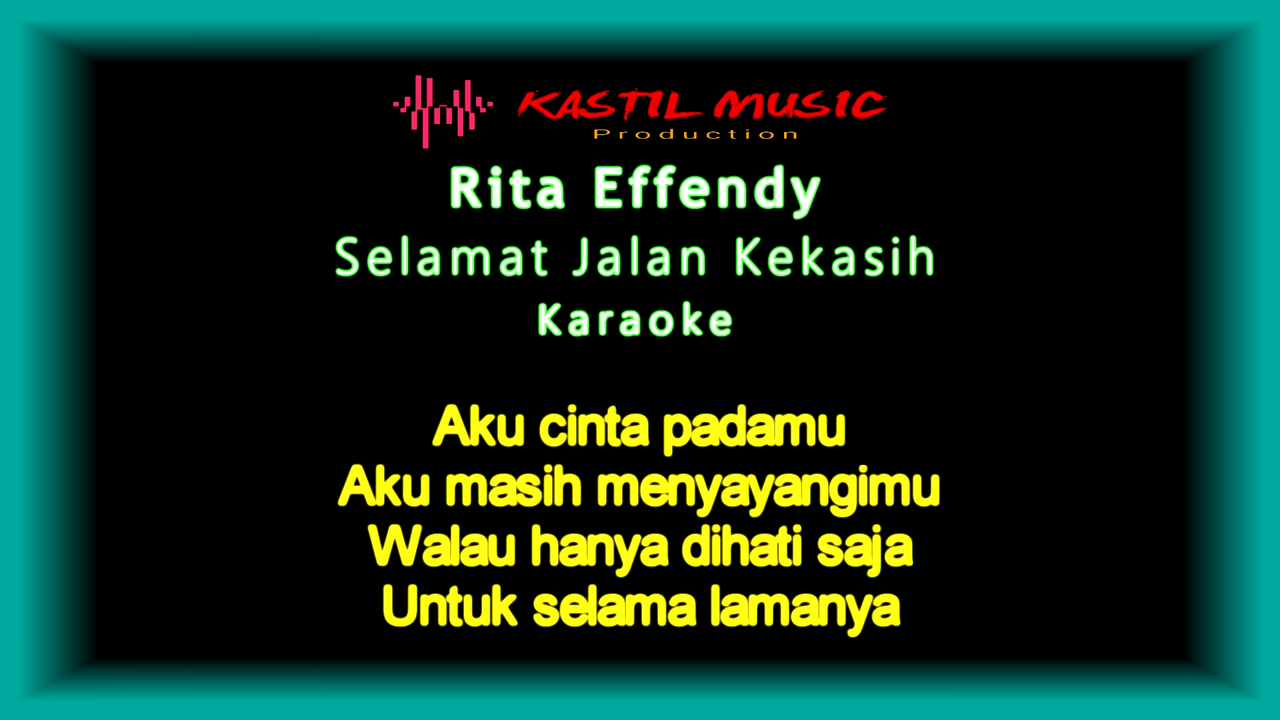 KASTIL MUSIC
Production
Rita Effendy
Selamat Jalan Kekasih
Karaoke
Aku cinta padamu
Aku masih menyayangimu
Walau hanya dihati saja
Untuk selama lamanya